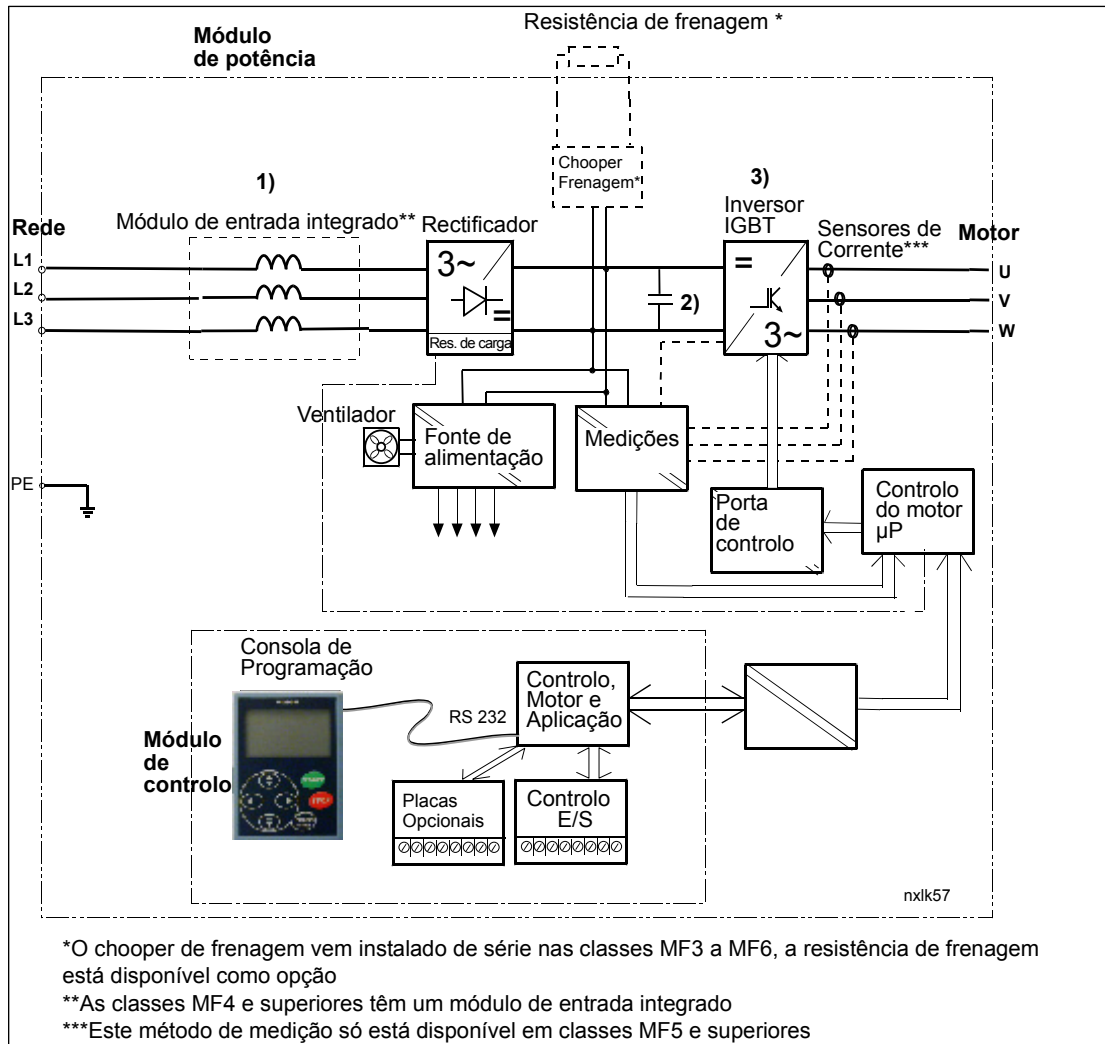 Resistência de frenagem *
Módulo
de potência
Chooper
Frenagem*
1)
3)
Módulo de entrada integrado**
Rectificador
Inversor
IGBT
Sensores de
Corrente***
Rede
Motor
L1
L2
L3
3~
=
Res. de carga
2)
=
3~
U
V
W
Ventilador
Fonte de
alimentação
Medições
PE
Porta
de
controlo
Controlo
do motor
µP
Consola de
Programação
RS 232
Controlo,
Motor e
Aplicação
Módulo
de
controlo
Placas
Opcionais
Controlo
E/S
nxlk57
*O chooper de frenagem vem instalado de série nas classes MF3 a MF6, a resistência de frenagem
está disponível como opção
**As classes MF4 e superiores têm um módulo de entrada integrado
***Este método de medição só está disponível em classes MF5 e superiores